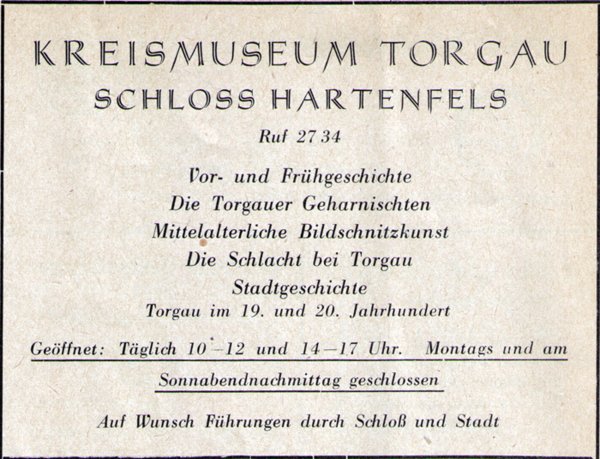 KREISMUSEUM TORGAU
SCHLOSS HARTENFELS
Ruf 27 34
Vor- und Frühgeschichte
Die Torgauer Geharnischten
Mittelalterliche Bildschnitzkunst
Die Schlacht bei Torgau
Stadtgeschichte
Torgau im 19. und 20. Jahrhundert
Geöffnet: Täglich 10–12 und 14–17 Uhr. Montags und am
Sonnabendnachmittag geschlossen
Auf Wunsch Führungen durch Schloß und Stadt